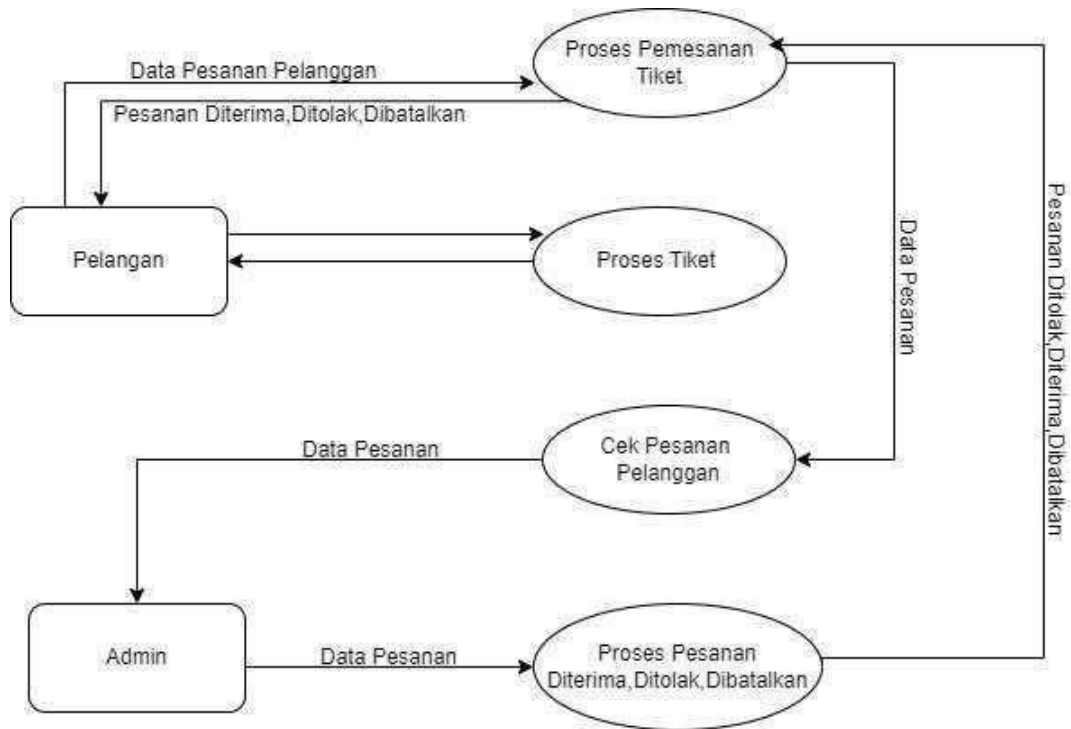 Proses Pemesanan
Tiket
Data Pesanan Pelanggan
Pesanan Diterima,Ditolak,Dibatalkan
Pelangan
Proses Tiket
Data Pesanan
Pesanan Ditolak,Diterima,Dibatalkan
Cek Pesanan
Pelanggan
Data Pesanan
Admin
Data Pesanan
Proses Pesanan
Diterima,Ditolak,Dibatalkan